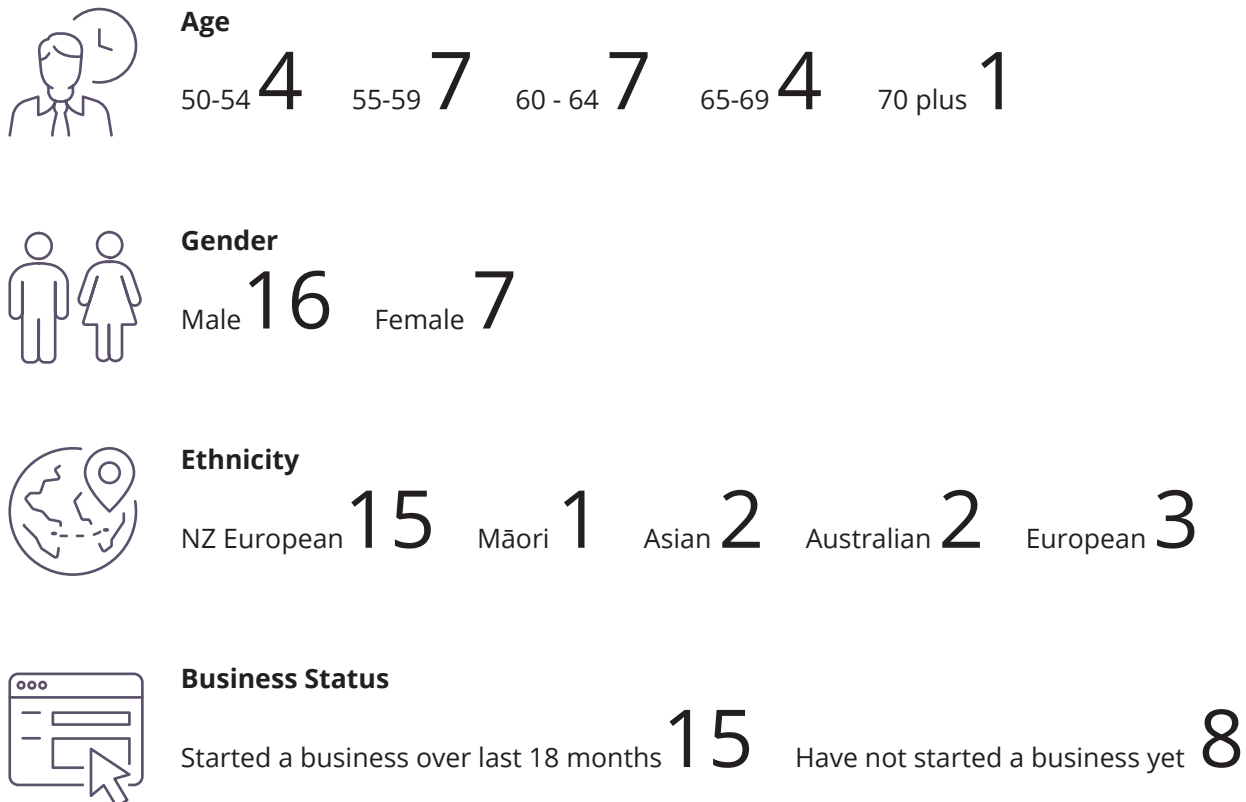 Age
50-54 4 55-59 7 60 - 64 7 65-69 4 70 plus 1
Gender
Male 16 Female 7
Ethnicity
NZ European 15 Māori 1 Asian 2 Australian 2 European 3
Business Status
Started a business over last 18 months 15 Have not started a business yet 8